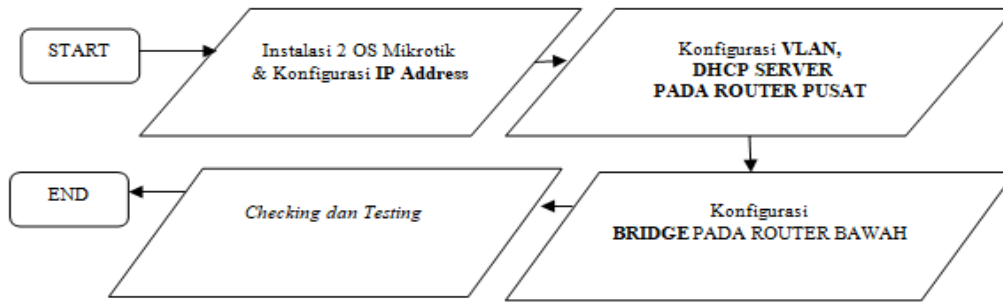 START
Instalasi 2 OS Mikrotik
& Konfigurasi IP Address
Konfigurasi VLAN,
DHCP SERVER
PADA ROUTER PUSAT
Konfigurasi
BRIDGE PADA ROUTER BAWAH
Checking dan Testing
END